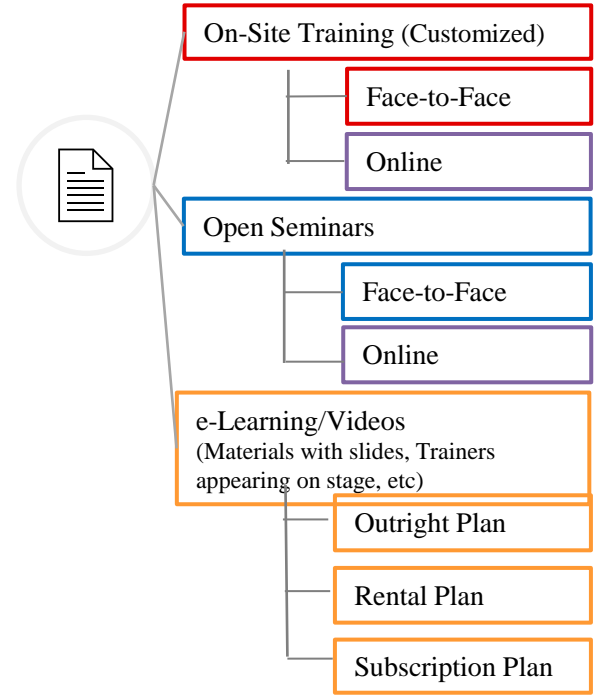 On-Site Training (Customized)
Face-to-Face
Online
Open Seminars
Face-to-Face
Online
e-Learning/Videos
(Materials with slides, Trainers
appearing on stage, etc)
Outright Plan
Rental Plan
Subscription Plan